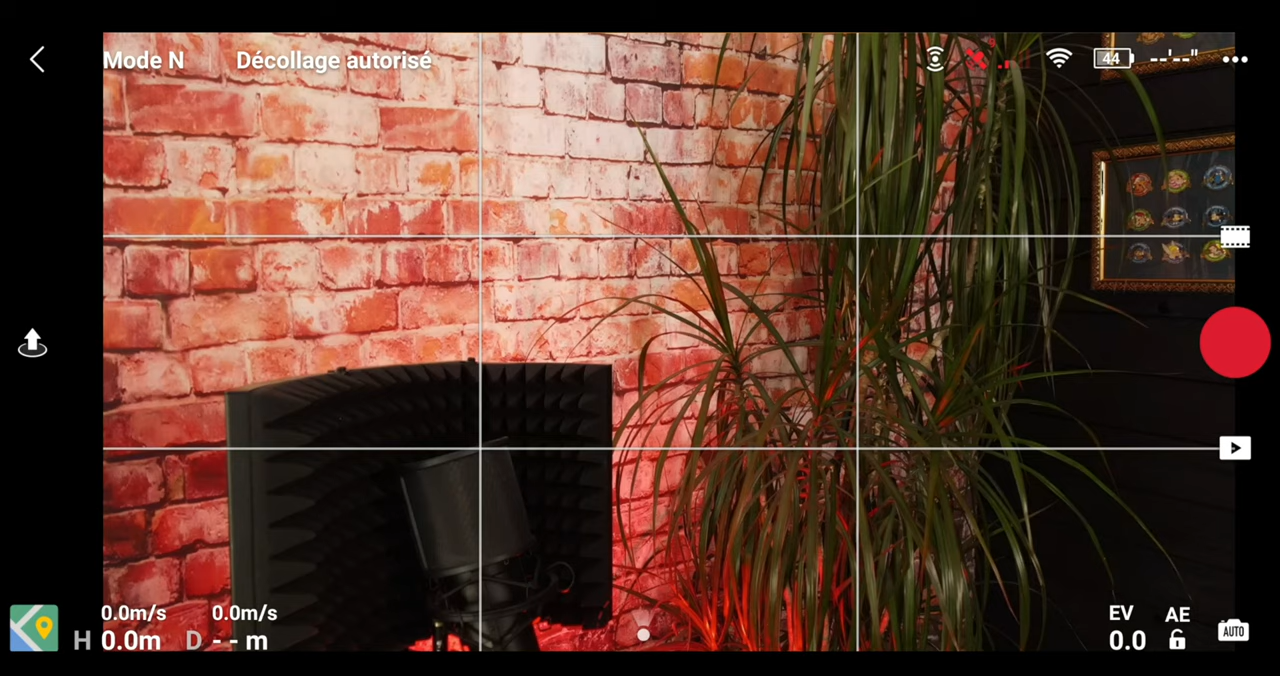 Mode N
Décollage autorisé
44
--'--"
0.0m/s
0.0m/s
H 0.0m
D -- m
EV
0.0
AE
AUTO